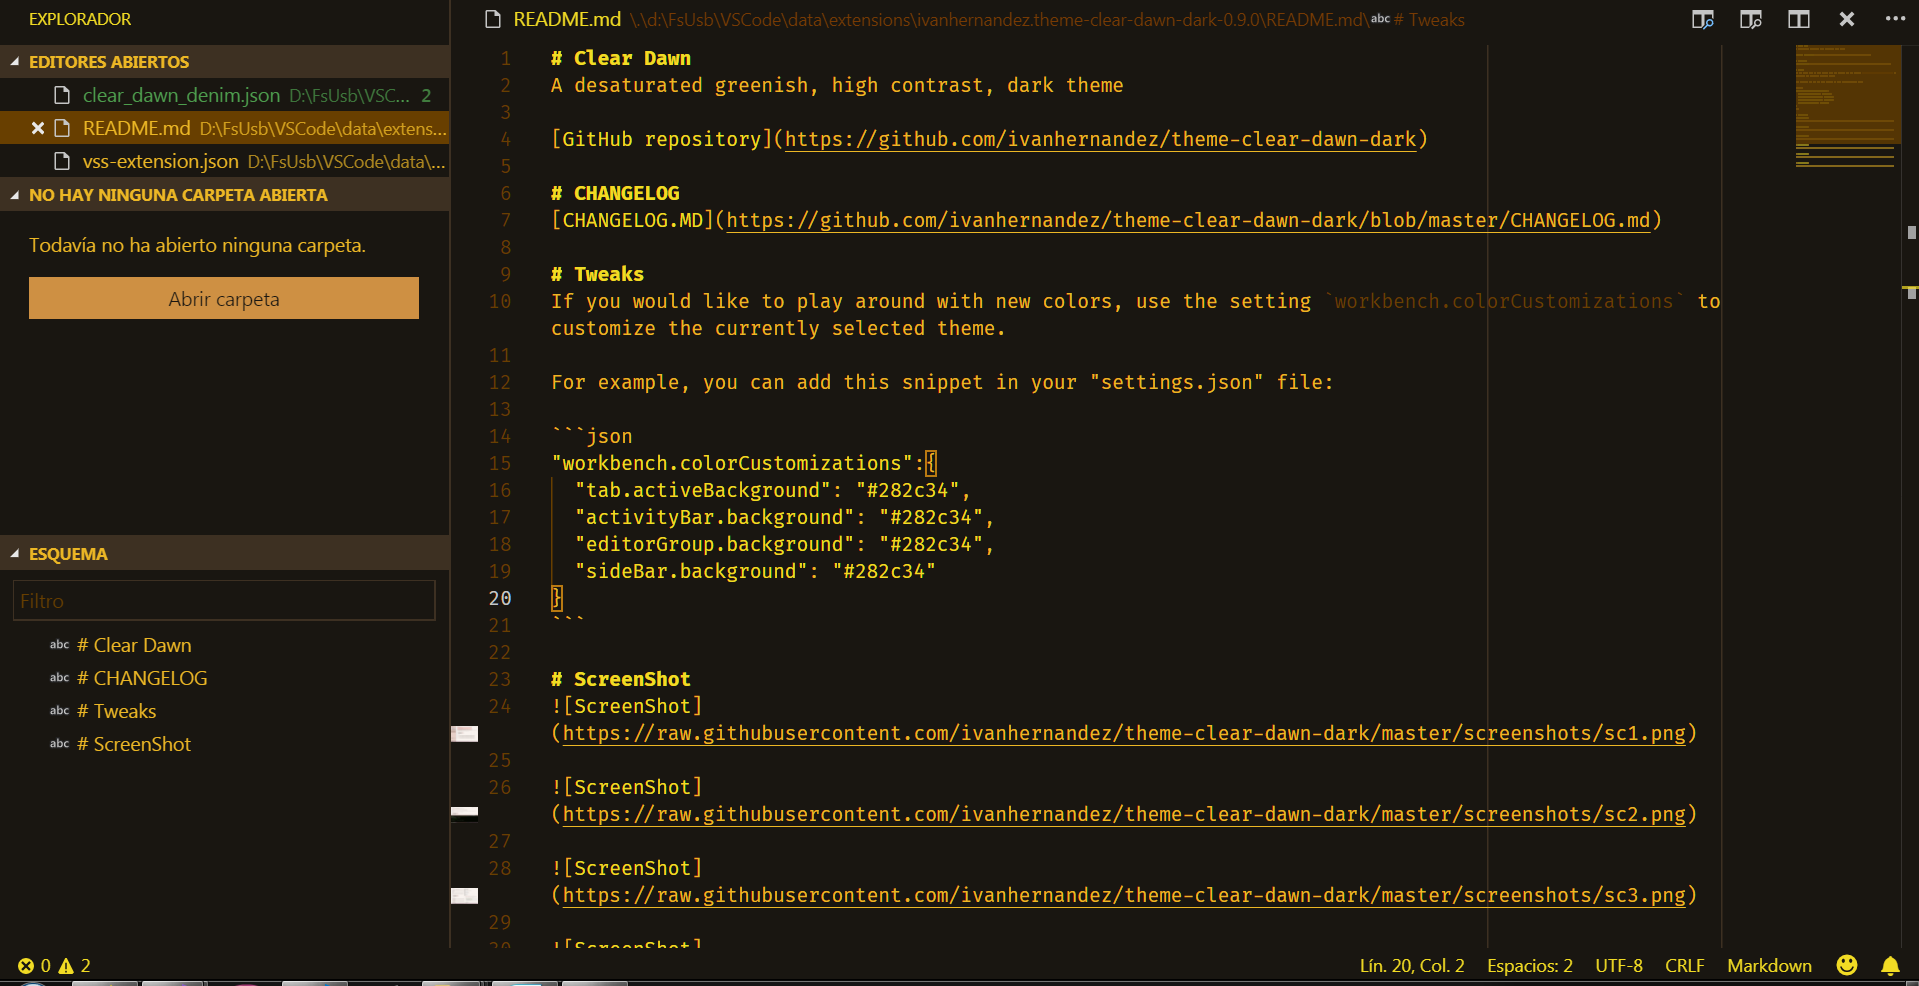 EXPLORADOR
EDITORES ABIERTOS
clear_dawn_denim.json D:\FsUsb\VSC... 2
README.md D:\FsUsb\VSCode\data\extens...
vss-extension.json D:\FsUsb\VSCode\data\...
NO HAY NINGUNA CARPETA ABIERTA
Todavía no ha abierto ninguna carpeta.
Abrir carpeta
ESQUEMA
Filtro
abc # Clear Dawn
abc # CHANGELOG
abc # Tweaks
abc # ScreenShot
README.md \.\d:\FsUsb\VSCode\data\extensions\ivanhernandez.theme-clear-dawn-dark-0.9.0\README.md\abc # Tweaks
1 # Clear Dawn
2 A desaturated greenish, high contrast, dark theme
3
4 [GitHub repository](https://github.com/ivanhernandez/theme-clear-dawn-dark)
5
6 # CHANGELOG
7 [CHANGELOG.MD](https://github.com/ivanhernandez/theme-clear-dawn-dark/blob/master/CHANGELOG.md)
8
9 # Tweaks
10 If you would like to play around with new colors, use the setting `workbench.colorCustomizations` to
customize the currently selected theme.
11
12 For example, you can add this snippet in your "settings.json" file:
13
14 ```json
15 "workbench.colorCustomizations":{
16 "tab.activeBackground": "#282c34",
17 "activityBar.background": "#282c34",
18 "editorGroup.background": "#282c34",
19 "sideBar.background": "#282c34"
20 }
21 ```
22
23 # ScreenShot
24 ![ScreenShot]
(https://raw.githubusercontent.com/ivanhernandez/theme-clear-dawn-dark/master/screenshots/sc1.png)
25
26 ![ScreenShot]
(https://raw.githubusercontent.com/ivanhernandez/theme-clear-dawn-dark/master/screenshots/sc2.png)
27
28 ![ScreenShot]
(https://raw.githubusercontent.com/ivanhernandez/theme-clear-dawn-dark/master/screenshots/sc3.png)
29
30 ![ScreenShot]
0 2
Lín. 20, Col. 2 Espacios: 2 UTF-8 CRLF Markdown